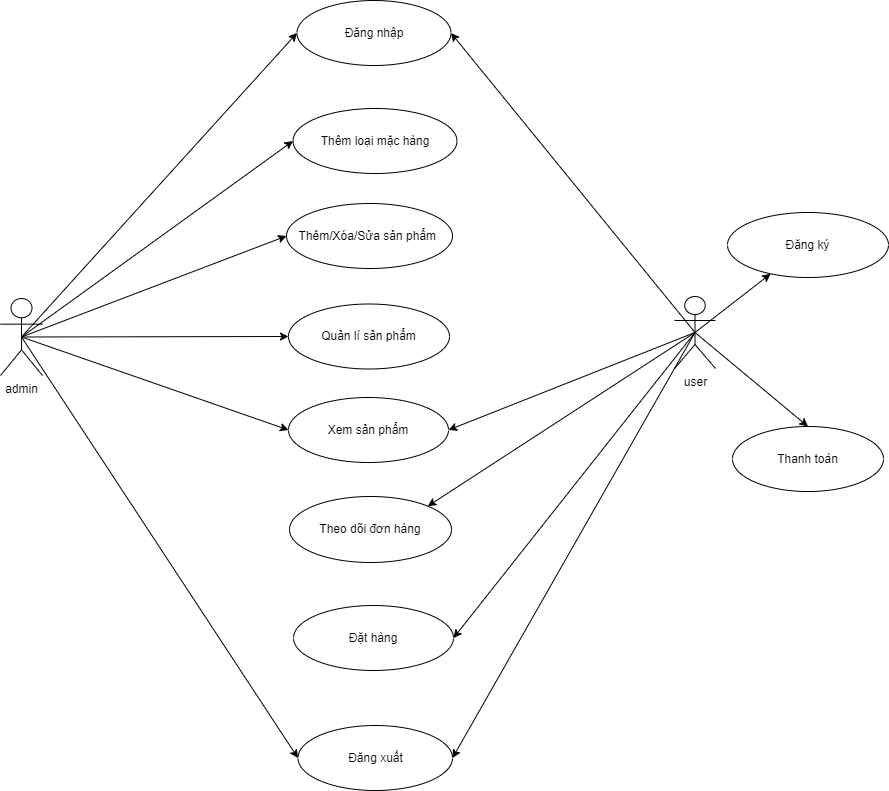 Đăng nhập
Thêm loại mặc hàng
Thêm/Xóa/Sửa sản phẩm
Đăng ký
Quản lí sản phẩm
admin
user
Xem sản phẩm
Thanh toán
Theo dõi đơn hàng
Đặt hàng
Đăng xuất